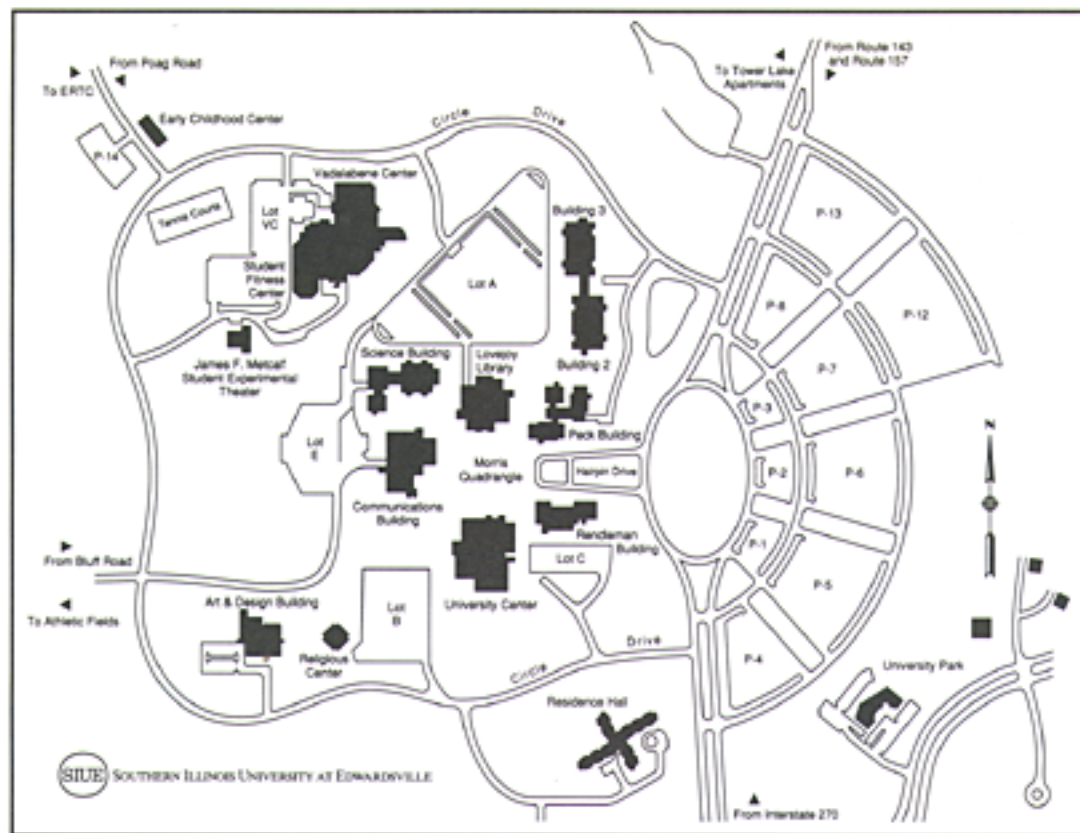 From Poag Road
To ERTC
Early Childhood Center
P-14
Tennis Courts
Lot
VC
Vadalabene Center
Student
Fitness
Center
James F. Metcalf
Student Experimental
Theater
Circle Drive
To Tower Lake
Apartments
From Route 143
and Route 157
Building 3
Lot A
Building 2
Science Building
Lovejoy
Library
Peck Building
Lot
E
Morris
Quadrangle
Hairpin Drive
Communications
Building
Rendleman
Building
Lot C
University Center
P-13
P-12
P-8
P-7
P-3
P-2
P-6
P-1
P-5
P-4
N
From Bluff Road
To Athletic Fields
Art & Design Building
Lot
B
Religious
Center
Circle Drive
University Park
Residence Hall
From Interstate 270
SIUE SOUTHERN ILLINOIS UNIVERSITY AT EDWARDSVILLE